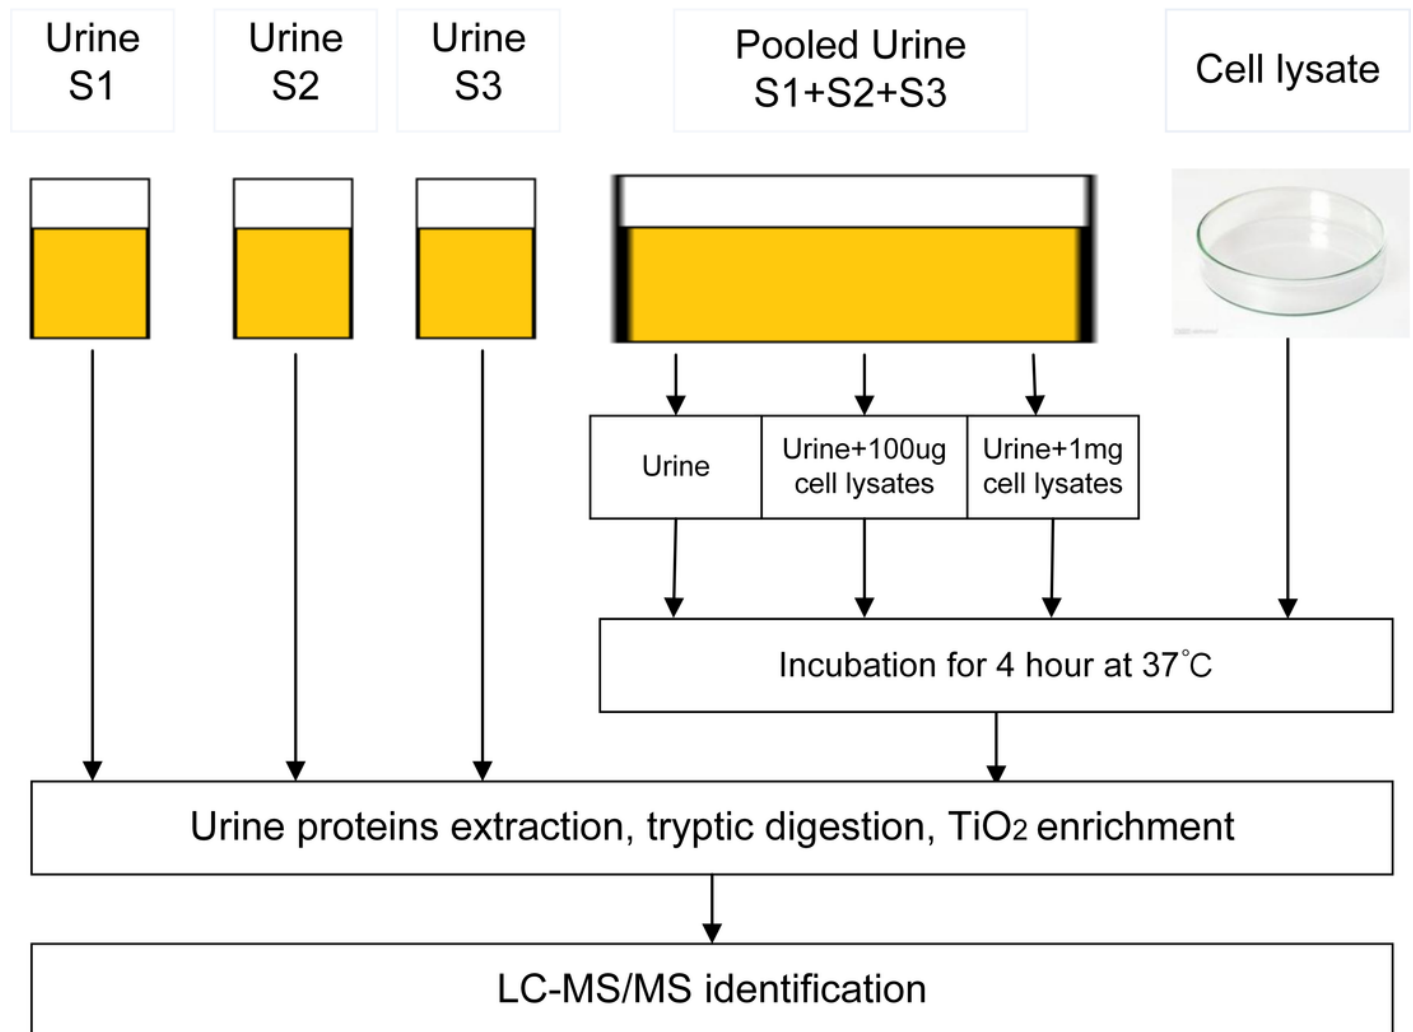 Urine
S1
Urine
S2
Urine
S3
Pooled Urine
S1+S2+S3
Cell lysate
Urine
Urine+100ug
cell lysates
Urine+1mg
cell lysates
Incubation for 4 hour at 37°C
Urine proteins extraction, tryptic digestion, TiO2 enrichment
LC-MS/MS identification